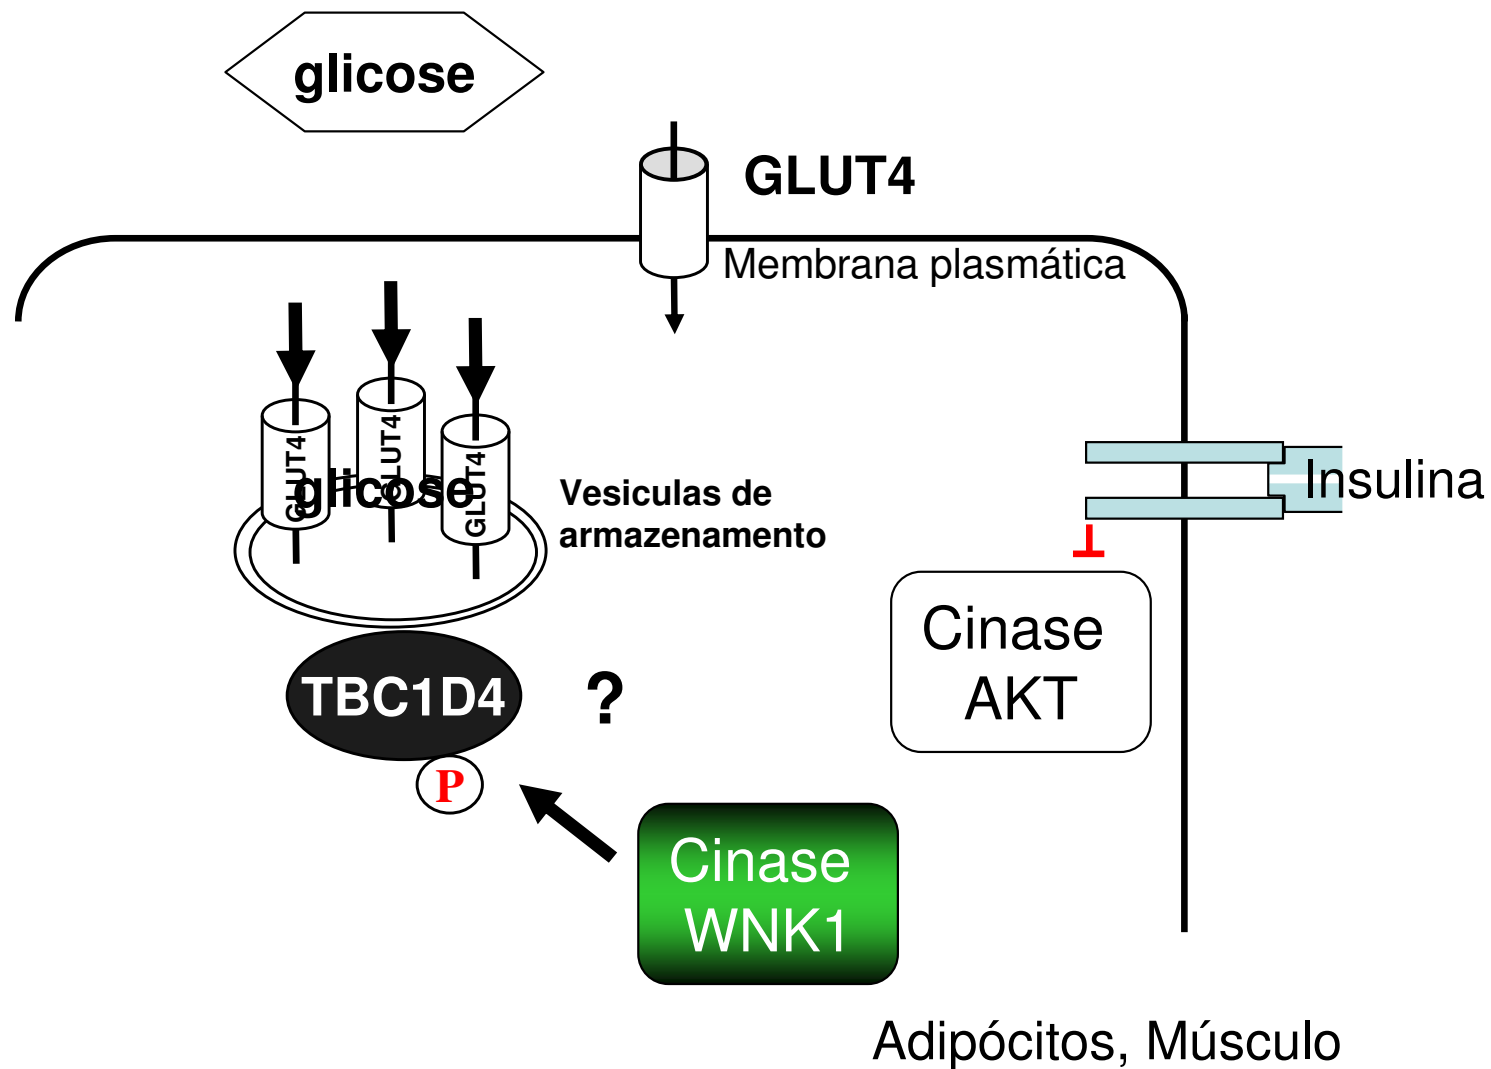 glicose
GLUT4
Membrana plasmática
GLUT4
GLUT4
GLUT4
glicose
Vesiculas de
armazenamento
Insulina
Cinase
AKT
TBC1D4
?
P
Cinase
WNK1
Adipócitos, Músculo